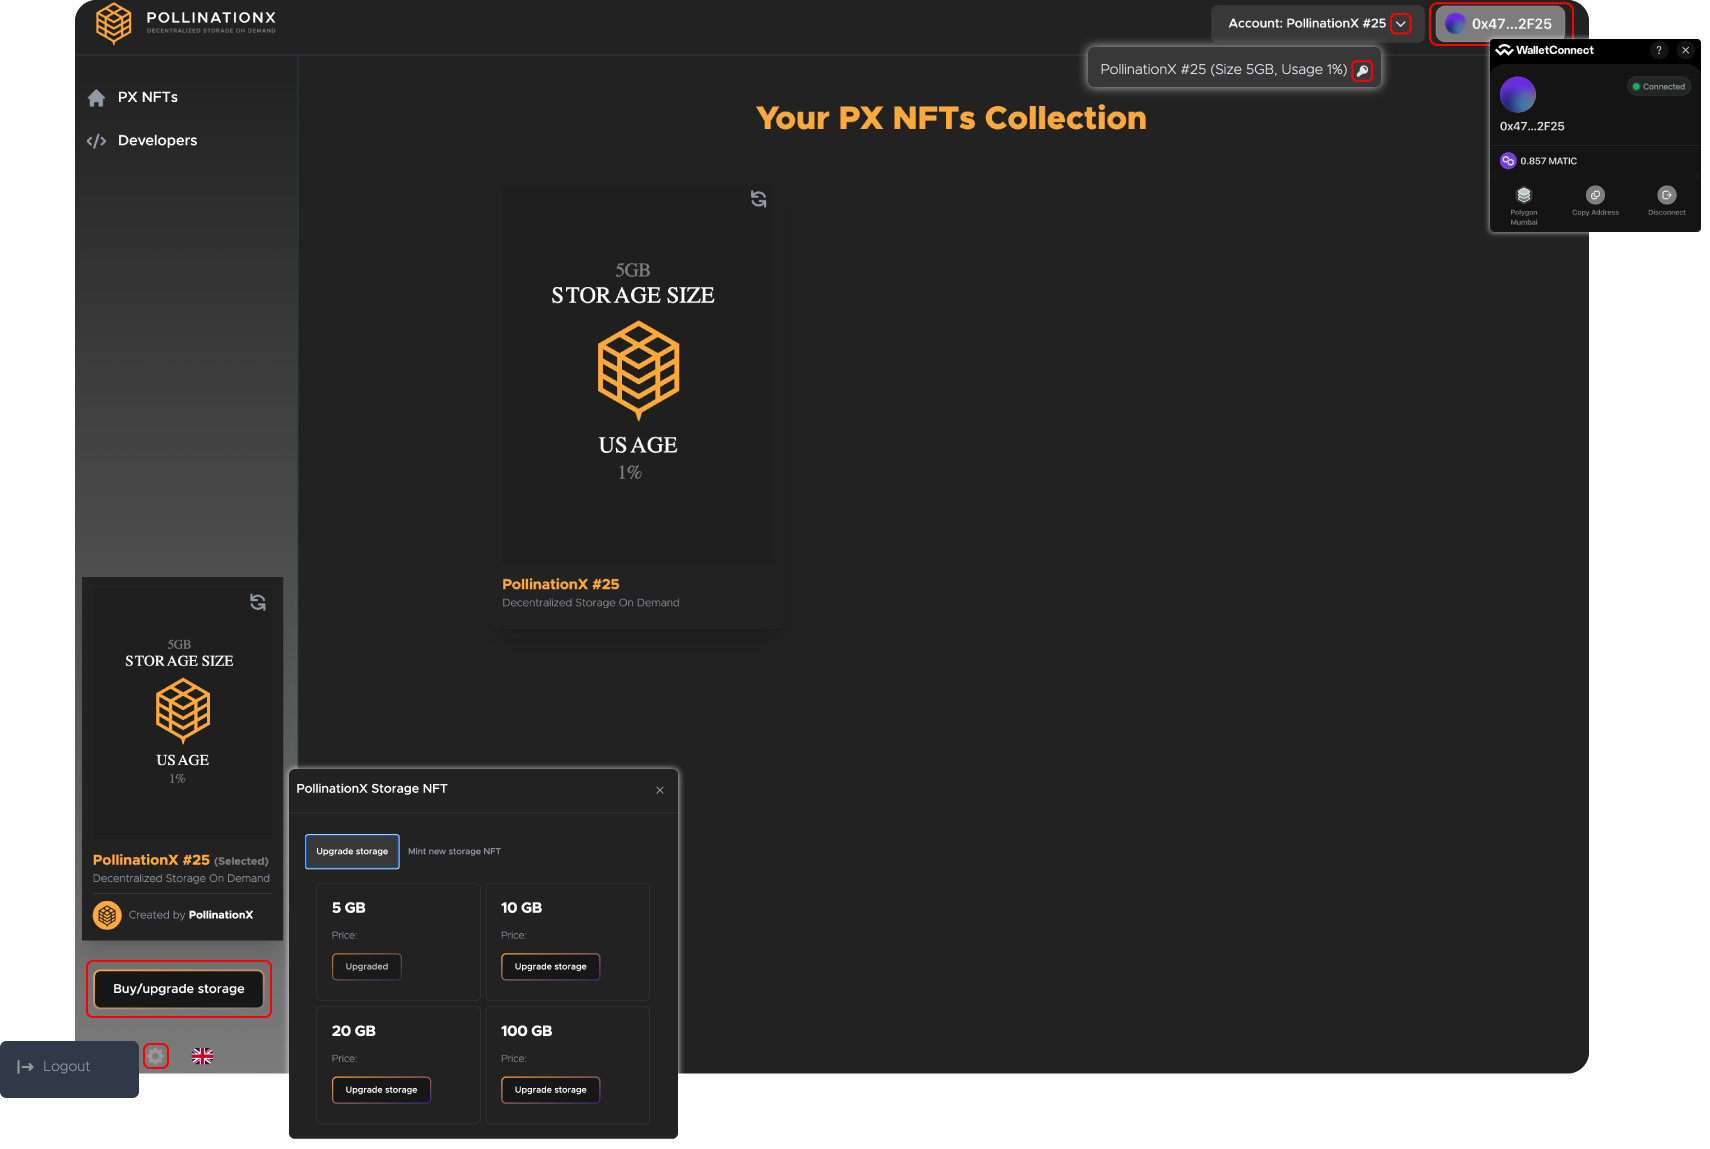 POLLINATIONX
DECENTRALIZED STORAGE ON DEMAND
Account: PollinationX #25
0x47...2F25
PollinationX #25 (Size 5GB, Usage 1%)
WalletConnect
?
Connected
0x47...2F25
0.857 MATIC
Polygon
Mumbai
Copy Address
Disconnect
PX NFTs
Developers
Your PX NFTs Collection
5GB
STORAGE SIZE
USAGE
1%
PollinationX #25
Decentralized Storage On Demand
5GB
STORAGE SIZE
USAGE
1%
PollinationX #25 (Selected)
Decentralized Storage On Demand
Created by PollinationX
Buy/upgrade storage
Logout
PollinationX Storage NFT
Upgrade storage
Mint new storage NFT
5 GB
Price:
Upgraded
10 GB
Price:
Upgrade storage
20 GB
Price:
Upgrade storage
100 GB
Price:
Upgrade storage